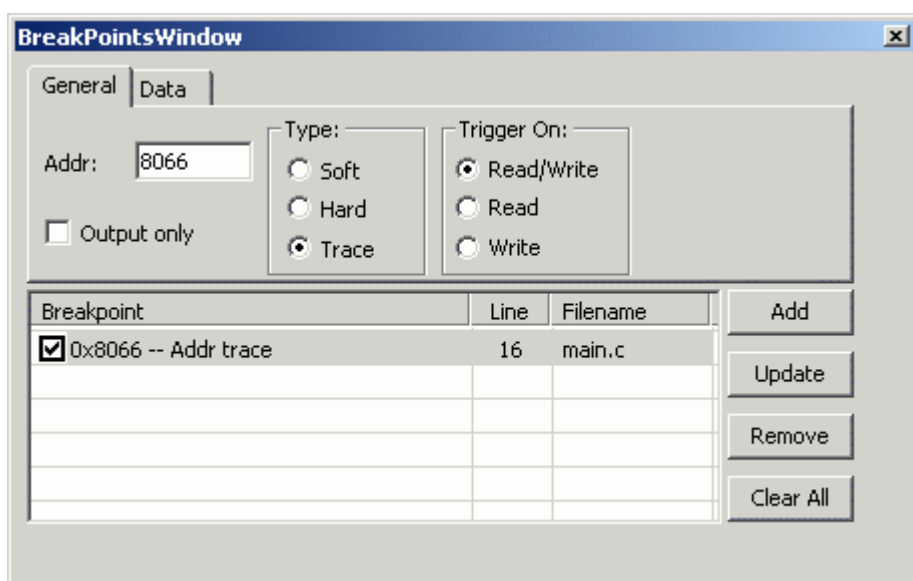 BreakPointsWindow
General Data
Addr: 8066
Output only
Type:
Soft
Hard
Trace
Trigger On:
Read/Write
Read
Write
Breakpoint Line Filename
0x8066 -- Addr trace 16 main.c
Add
Update
Remove
Clear All